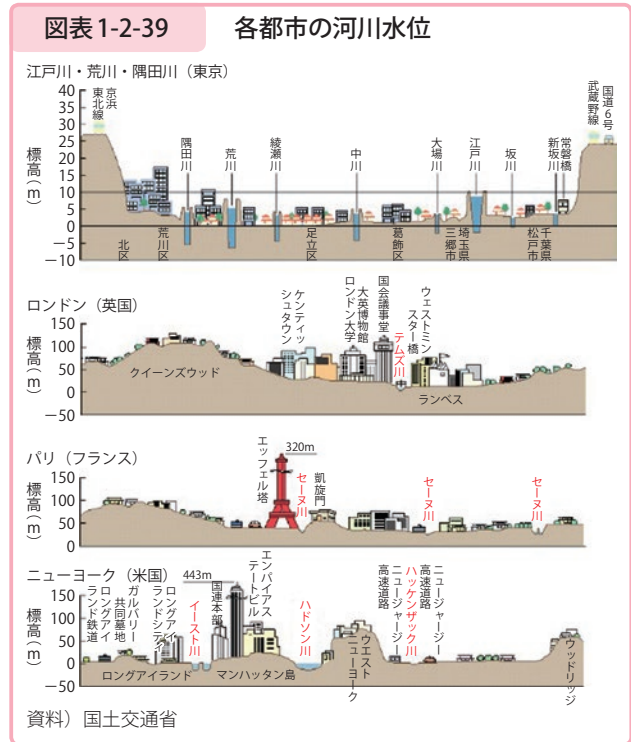 図表1-2-39 各都市の河川水位
江戸川・荒川・隅田川（東京）
標高（m）
40
35
30
25
20
15
10
5
0
−5
−10
京浜
東北線
隅田川
荒川
綾瀬川
中川
大場川
江戸川
坂川
新坂川
常磐橋
武蔵野線
国道6号
北区
荒川区
足立区
葛飾区
三郷市
埼玉県
松戸市
千葉県
ロンドン（英国）
標高（m）
150
100
50
0
−50
クイーンズウッド
ケンティッ
シュタウン
ロンドン大学
大英博物館
国会議事堂
テムズ川
ウェストミン
スター橋
ランベス
パリ（フランス）
標高（m）
150
100
50
0
エッフェル塔
320m
セーヌ川
凱旋門
セーヌ川
セーヌ川
ニューヨーク（米国）
標高（m）
150
100
50
0
−50
ロングアイ
ランド鉄道
ガルバリー
共同墓地
ロングアイ
ランドシティ
イースト川
443m
国連本部
エンパイアス
テートビル
ハドソン川
ウエスト
ニューヨーク
ニュージャージー
高速道路
ハッケンザック川
ニュージャージー
高速道路
ウッドリッジ
ロングアイランド
マンハッタン島
資料）国土交通省